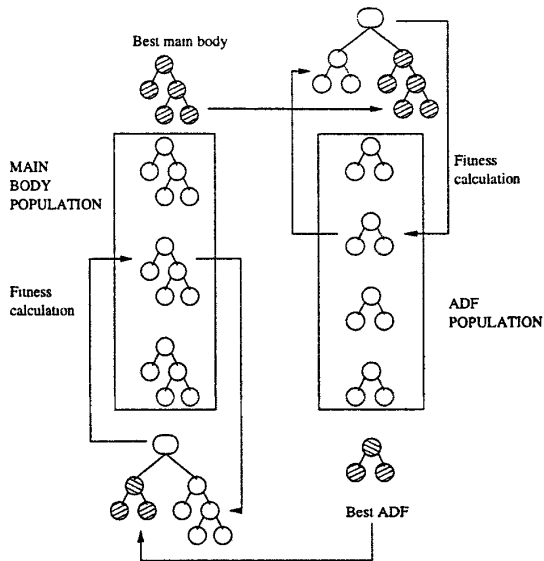 Best main body
MAIN
BODY
POPULATION
Fitness
calculation
Fitness
calculation
ADF
POPULATION
Best ADF